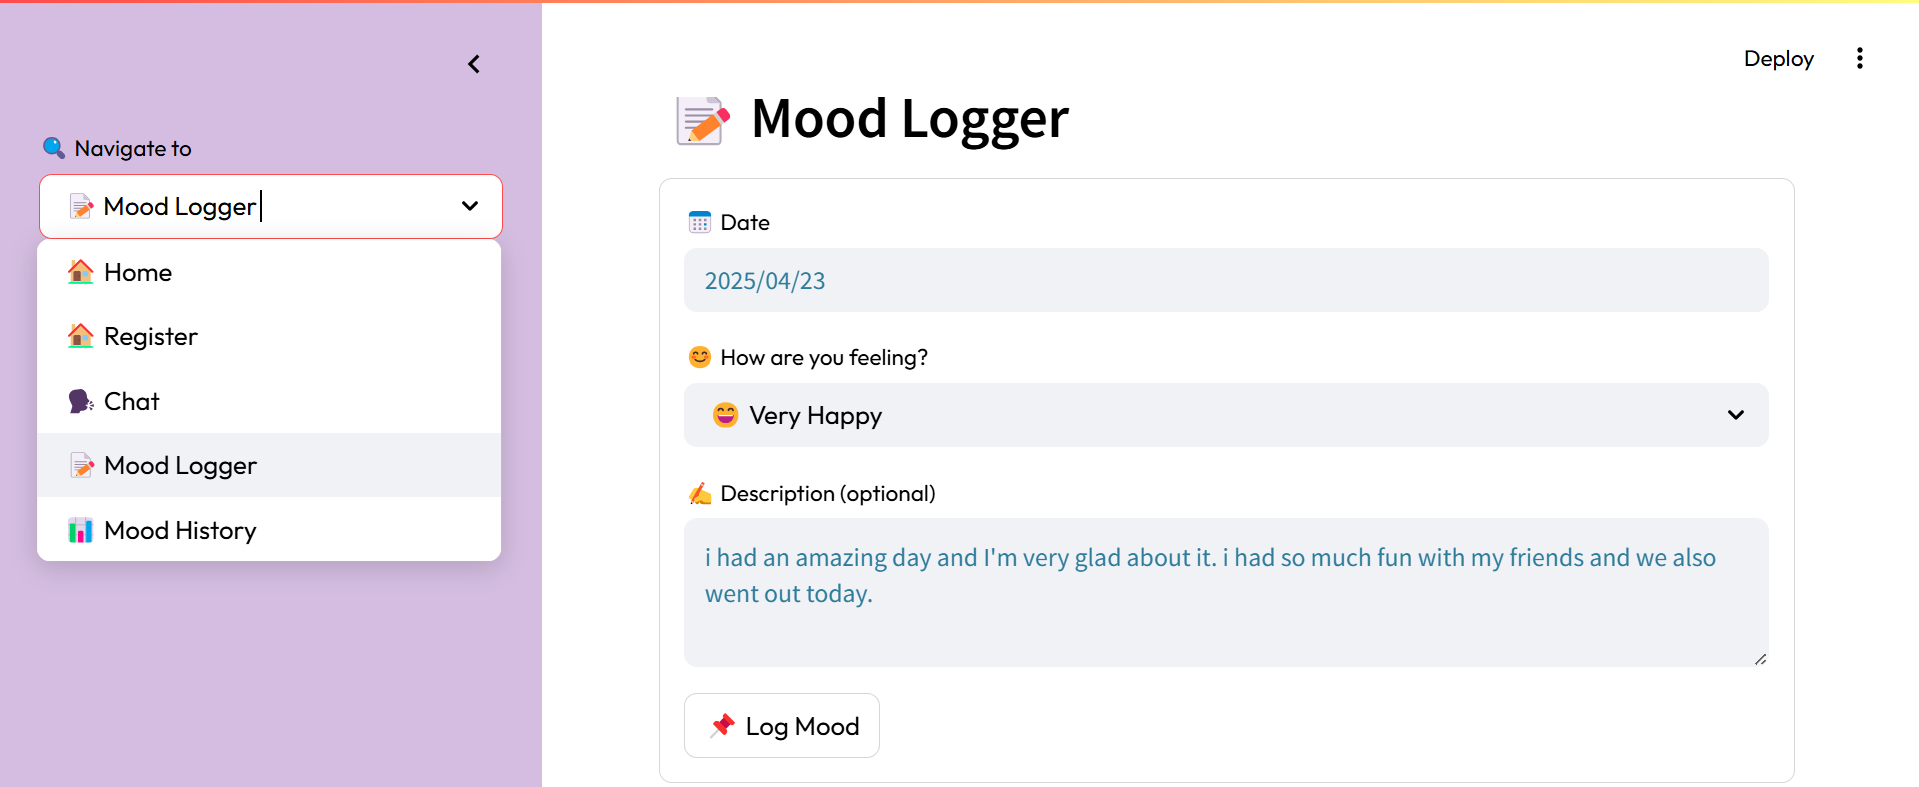 Navigate to
Mood Logger
Home
Register
Chat
Mood Logger
Mood History
Deploy
Mood Logger
Date
2025/04/23
How are you feeling?
Very Happy
Description (optional)
i had an amazing day and I'm very glad about it. i had so much fun with my friends and we also
went out today.
Log Mood